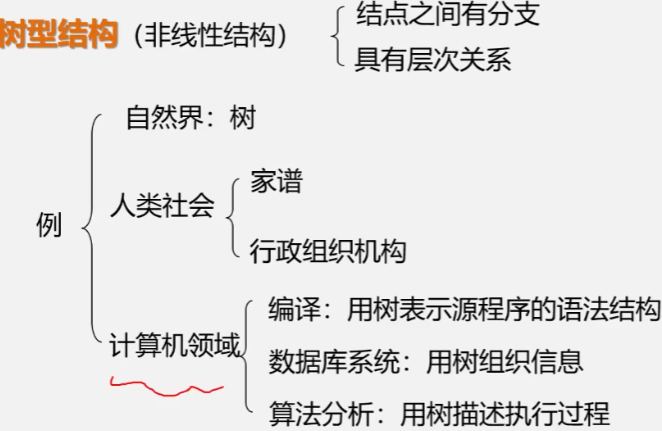 树型结构（非线性结构）
结点之间有分支
具有层次关系
例
自然界：树
人类社会
家谱
行政组织机构
计算机领域
编译：用树表示源程序的语法结构
数据库系统：用树组织信息
算法分析：用树描述执行过程